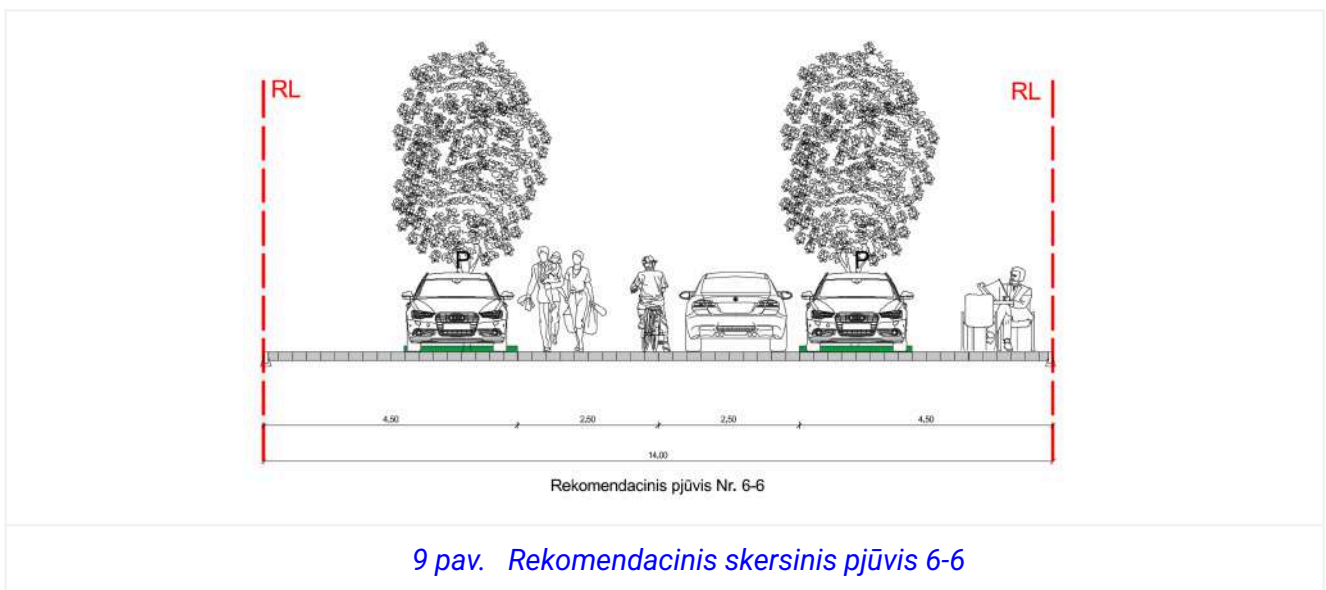 RL RL
P P
4,50 2,50 2,50 4,50
14,00
Rekomendacinis pjūvis Nr. 6-6
9 pav. Rekomendacinis skersinis pjūvis 6-6